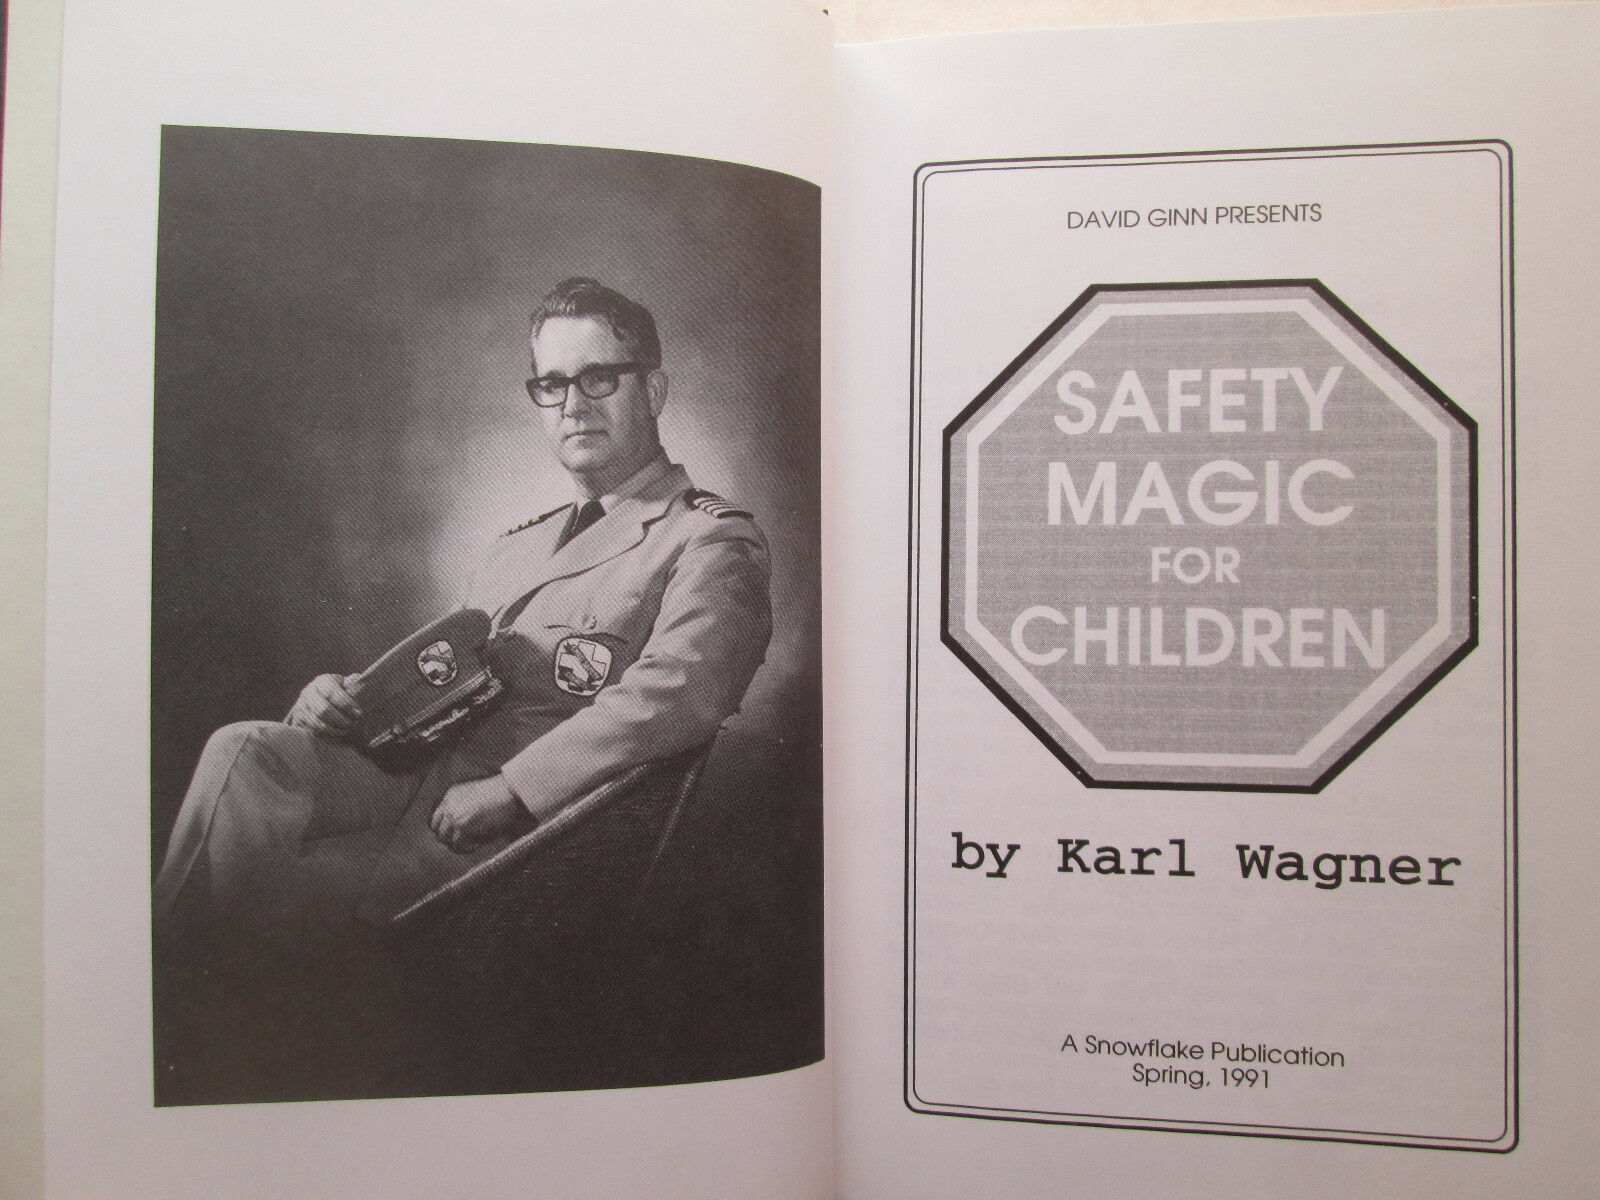 DAVID GINN PRESENTS
SAFETY
MAGIC
FOR
CHILDREN
by Karl Wagner
A Snowflake Publication
Spring, 1991